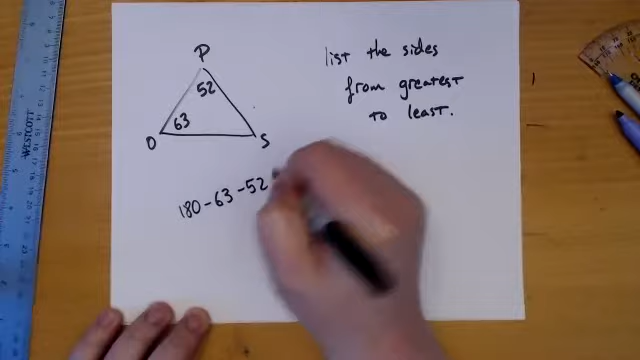 P
52
63
O
S
list the sides
from greatest
to least.
180-63-52
WESTCOTT